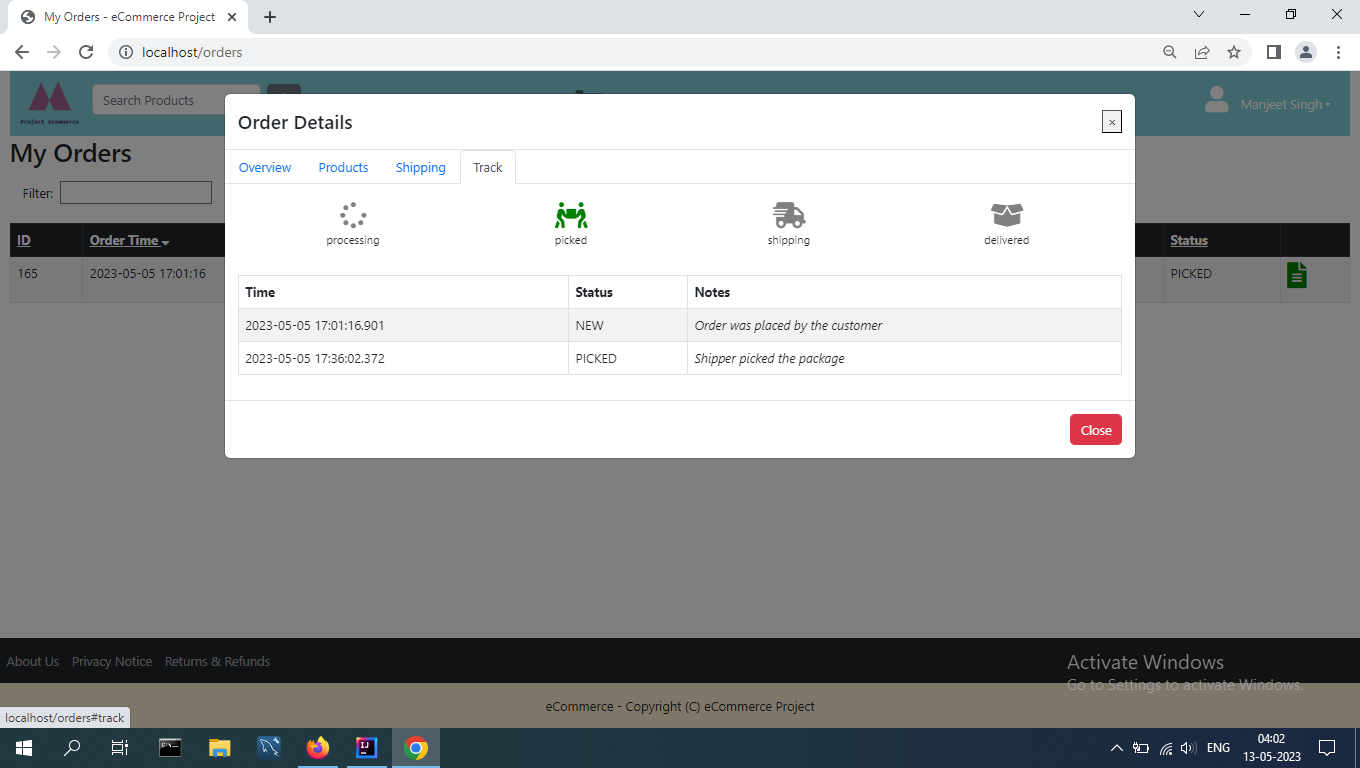 My Orders - eCommerce Project
localhost/orders
Project eCommerce
Search Products
Manjeet Singh
My Orders
Filter:
Order Details
×
Overview Products Shipping Track
processing picked shipping delivered
Time Status Notes
2023-05-05 17:01:16.901 NEW Order was placed by the customer
2023-05-05 17:36:02.372 PICKED Shipper picked the package
Close
ID Order Time Status
165 2023-05-05 17:01:16 PICKED
About Us Privacy Notice Returns & Refunds
Activate Windows
Go to Settings to activate Windows.
eCommerce - Copyright (C) eCommerce Project
localhost/orders#track
IJ
ENG
04:02
13-05-2023